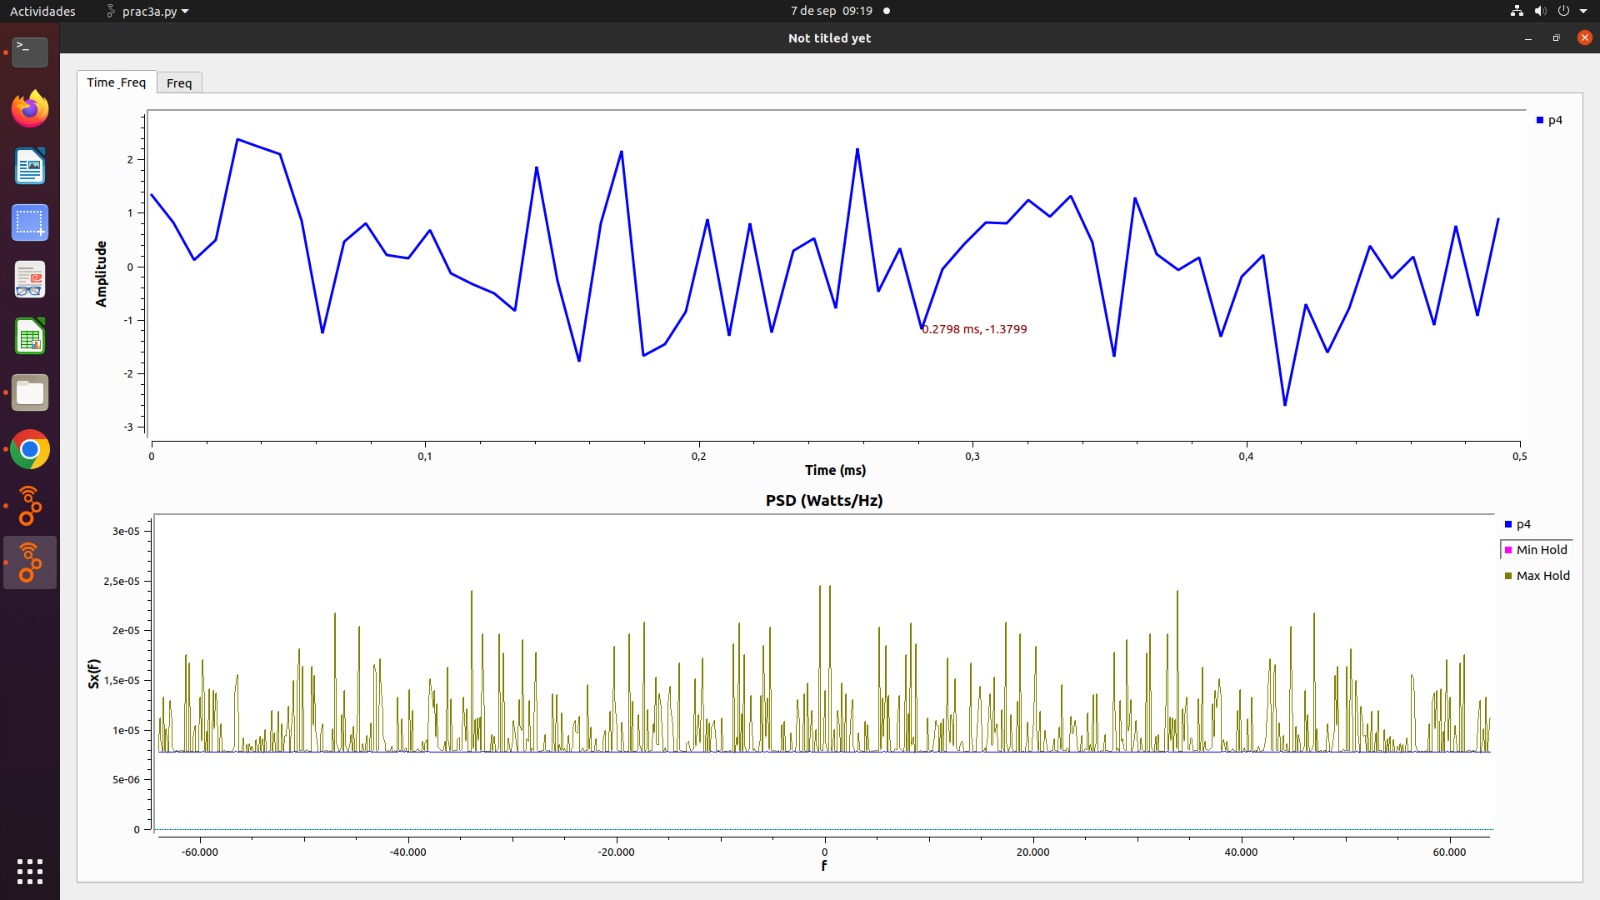 Actividades
prac3a.py
7 de sep 09:19
Not titled yet
Time_Freq
Freq
p4
Amplitude
2
1
0
-1
-2
-3
0.2798 ms, -1.3799
0
0,1
0,2
0,3
0,4
0,5
Time (ms)
PSD (Watts/Hz)
p4
Min Hold
Max Hold
Sx(f)
3e-05
2,5e-05
2e-05
1,5e-05
1e-05
5e-06
0
-60.000
-40.000
-20.000
0
20.000
40.000
60.000
f